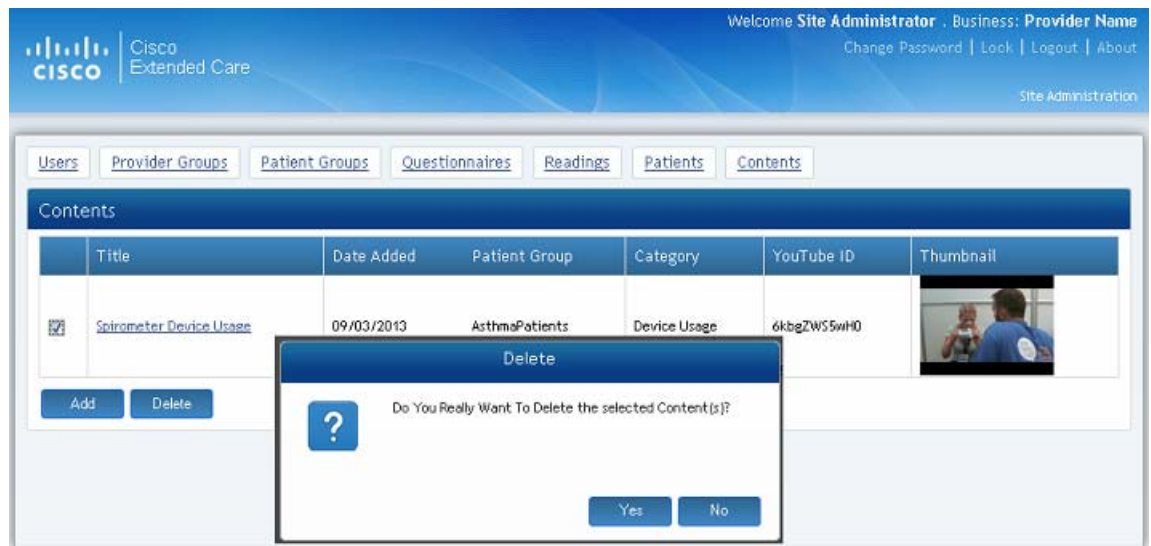 Welcome Site Administrator . Business: Provider Name
Change Password | Lock | Logout | About
CISCO
Cisco
Extended Care
Site Administration
Users Provider Groups Patient Groups Questionnaires Readings Patients Contents
Contents
Title Date Added Patient Group Category YouTube ID Thumbnail
Spirometer Device Usage 09/03/2013 AsthmaPatients Device Usage 6kbgZWS5wH0
Add Delete
Delete
?
Do You Really Want To Delete the selected Content(s)?
Yes No